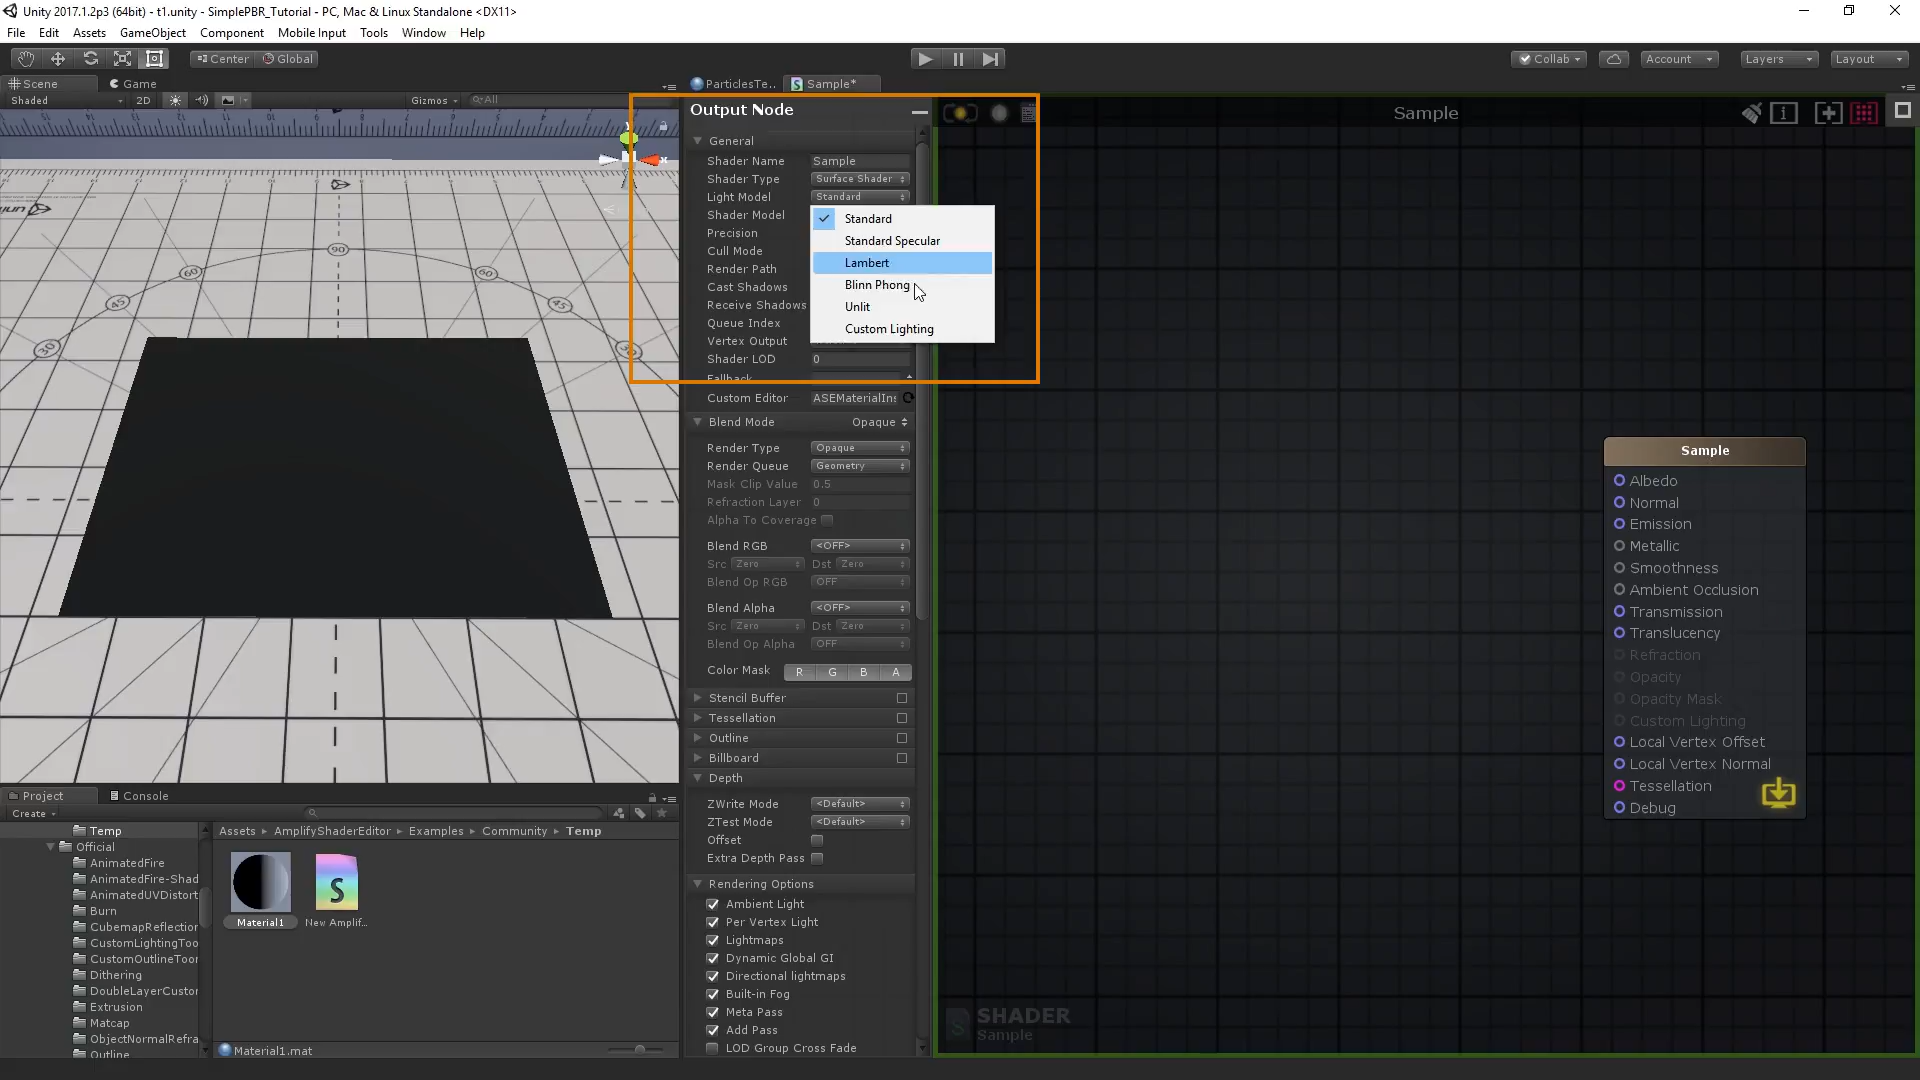 Unity 2017.1.2p3 (64bit) - t1.unity - SimplePBR_Tutorial - PC, Mac & Linux Standalone <DX11>
File Edit Assets GameObject Component Mobile Input Tools Window Help
Center Global Collab Account Layers Layout
Scene Game ParticlesTe.. Sample*
Shaded 2D Gizmos All
Output Node
Sample
General
Shader Name Sample
Shader Type Surface Shader
Light Model Standard
Shader Model
Precision
Cull Mode
Render Path
Cast Shadows
Receive Shadows
Queue Index
Vertex Output
Shader LOD 0
Fallback
Standard
Standard Specular
Lambert
Blinn Phong
Unlit
Custom Lighting
Custom Editor ASEMaterialIns
Blend Mode Opaque
Render Type Opaque
Render Queue Geometry
Mask Clip Value 0.5
Refraction Layer 0
Alpha To Coverage
Blend RGB <OFF>
Src Zero Dst Zero
Blend Op RGB OFF
Blend Alpha <OFF>
Src Zero Dst Zero
Blend Op Alpha OFF
Color Mask R G B A
Stencil Buffer
Tessellation
Outline
Billboard
Depth
ZWrite Mode <Default>
ZTest Mode <Default>
Offset
Extra Depth Pass
Rendering Options
Ambient Light
Per Vertex Light
Lightmaps
Dynamic Global GI
Directional lightmaps
Built-in Fog
Meta Pass
Add Pass
LOD Group Cross Fade
Sample
Albedo
Normal
Emission
Metallic
Smoothness
Ambient Occlusion
Transmission
Translucency
Refraction
Opacity
Opacity Mask
Custom Lighting
Local Vertex Offset
Local Vertex Normal
Tessellation
Debug
SHADER
Sample
y
x
90
60
60
45
45
30
Project Console
Create
Temp
Official
AnimatedFire
AnimatedFire-Shad
AnimatedUVDistort
Burn
CubemapReflection
CustomLightingToo
CustomOutlineToon
Dithering
DoubleLayerCustor
Extrusion
Matcap
ObjectNormalRefra
Outline
Assets AmplifyShaderEditor Examples Community Temp
Material1 New Amplif..
Material1.mat